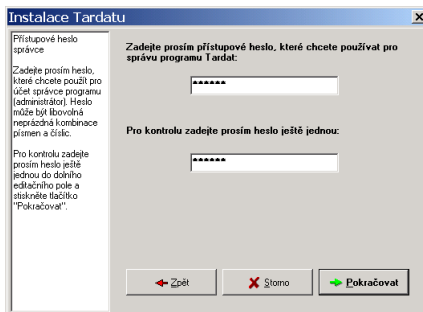 Instalace Tardatu
Přístupové heslo
správce
Zadejte prosím heslo,
které chcete použít pro
účet správce programu
(administrátor). Heslo
může být libovolná
neprázdná kombinace
písmen a číslic.
Pro kontrolu zadejte
prosím heslo ještě
jednou do dolního
editačního pole a
stiskněte tlačítko
"Pokračovat".
Zadejte prosím přístupové heslo, které chcete používat pro
správu programu Tardat:
******
Pro kontrolu zadejte prosím heslo ještě jednou:
******
Zpět
Storno
Pokračovat